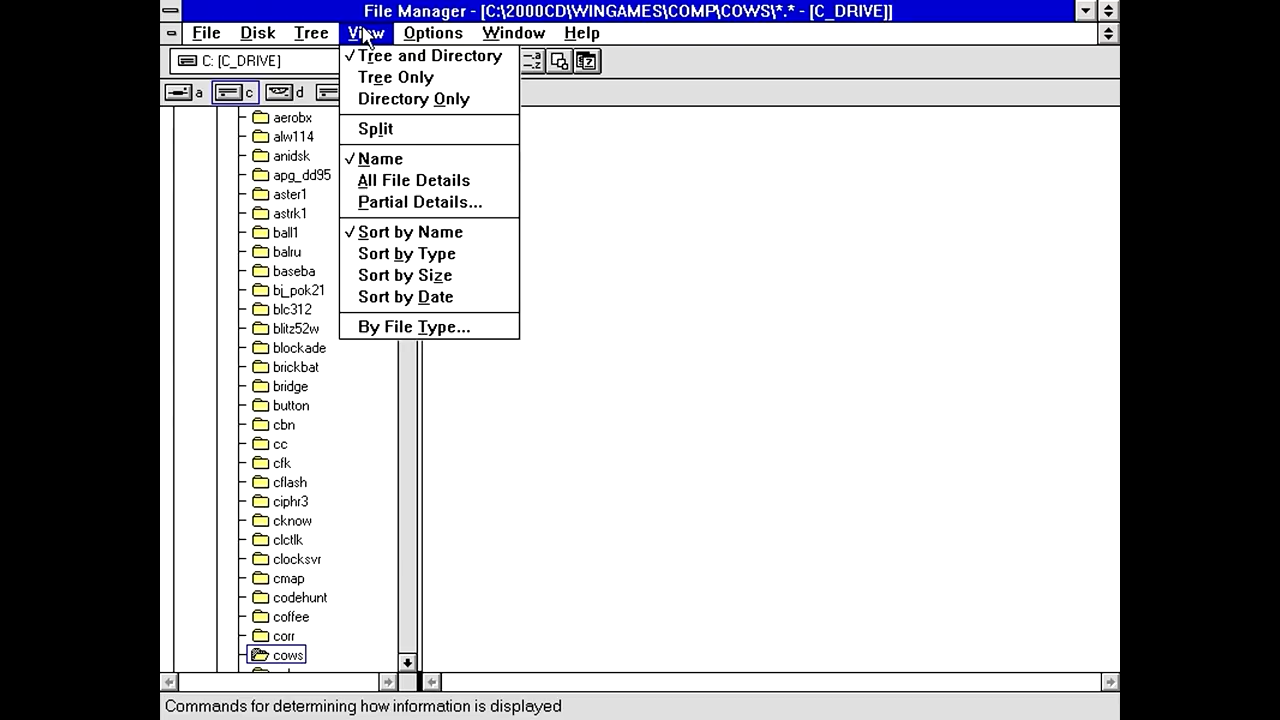 File Manager - [C:\2000CD\WINGAMES\COMP\COWS\*.* - [C_DRIVE]]
File Disk Tree View Options Window Help
C: [C_DRIVE]
a c d
✓Tree and Directory
Tree Only
Directory Only
Split
✓Name
All File Details
Partial Details...
✓Sort by Name
Sort by Type
Sort by Size
Sort by Date
By File Type...
aerobx
alw114
anidsk
apg_dd95
aster1
astrk1
ball1
balru
baseba
bj_pok21
blc312
blitz52w
blockade
brickbat
bridge
button
cbn
cc
cfk
cflash
ciphr3
cknow
clctlk
clocksvr
cmap
codehunt
coffee
corr
cows
Commands for determining how information is displayed